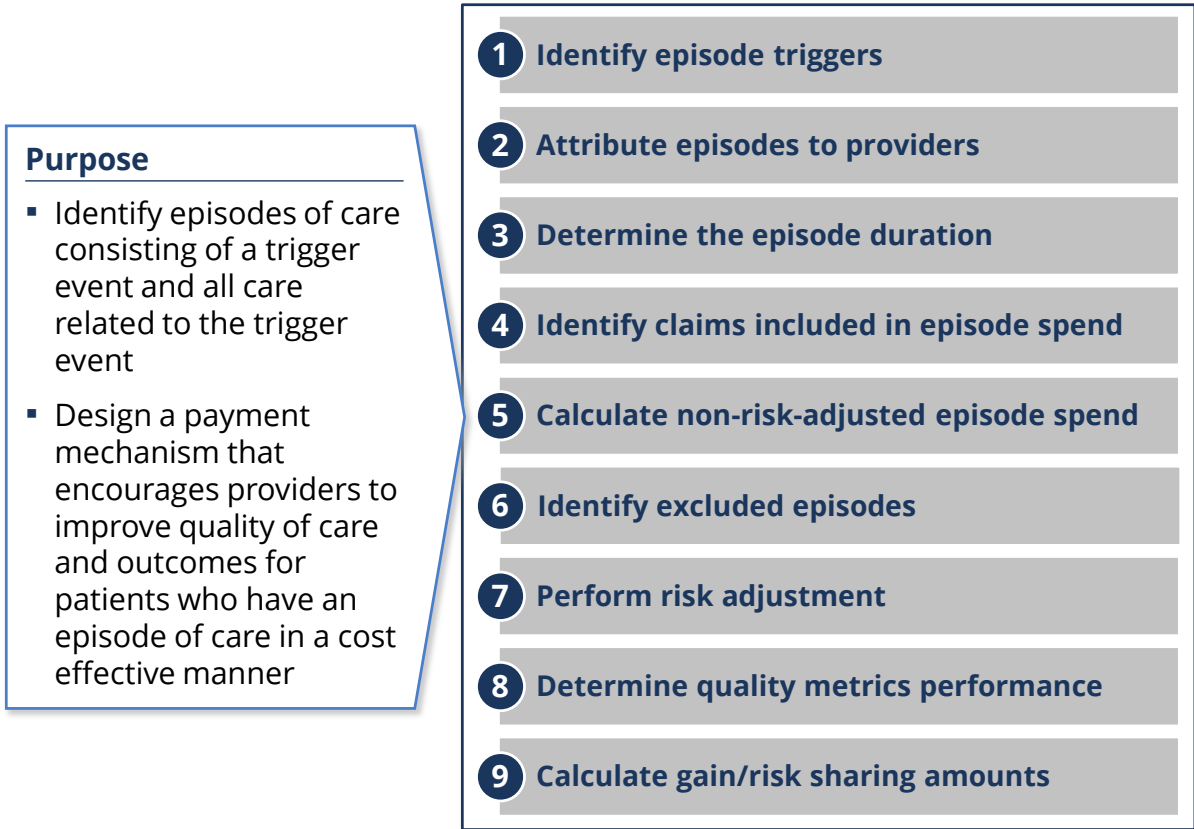 Purpose
▪ Identify episodes of care
consisting of a trigger
event and all care
related to the trigger
event
▪ Design a payment
mechanism that
encourages providers to
improve quality of care
and outcomes for
patients who have an
episode of care in a cost
effective manner
1 Identify episode triggers
2 Attribute episodes to providers
3 Determine the episode duration
4 Identify claims included in episode spend
5 Calculate non-risk-adjusted episode spend
6 Identify excluded episodes
7 Perform risk adjustment
8 Determine quality metrics performance
9 Calculate gain/risk sharing amounts